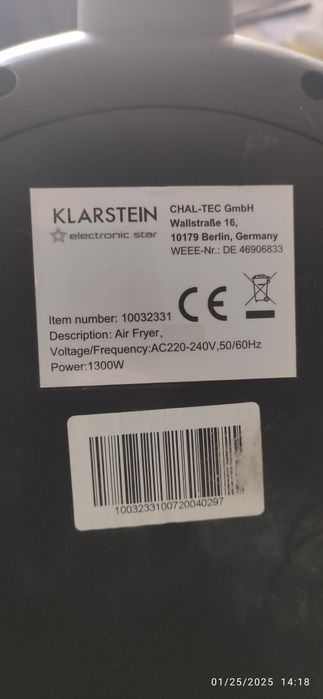 KLARSTEIN
electronic star
CHAL-TEC GmbH
Wallstraße 16,
10179 Berlin, Germany
WEEE-Nr.: DE 46906833
Item number: 10032331
Description: Air Fryer,
Voltage/Frequency:AC220-240V,50/60Hz
Power:1300W
CE
1003233100720040297
01/25/2025 14:18